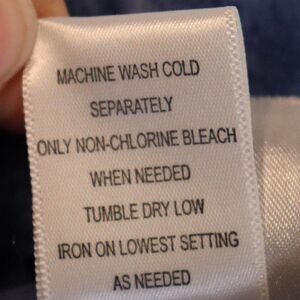 MACHINE WASH COLD
SEPARATELY
ONLY NON-CHLORINE BLEACH
WHEN NEEDED
TUMBLE DRY LOW
IRON ON LOWEST SETTING
AS NEEDED